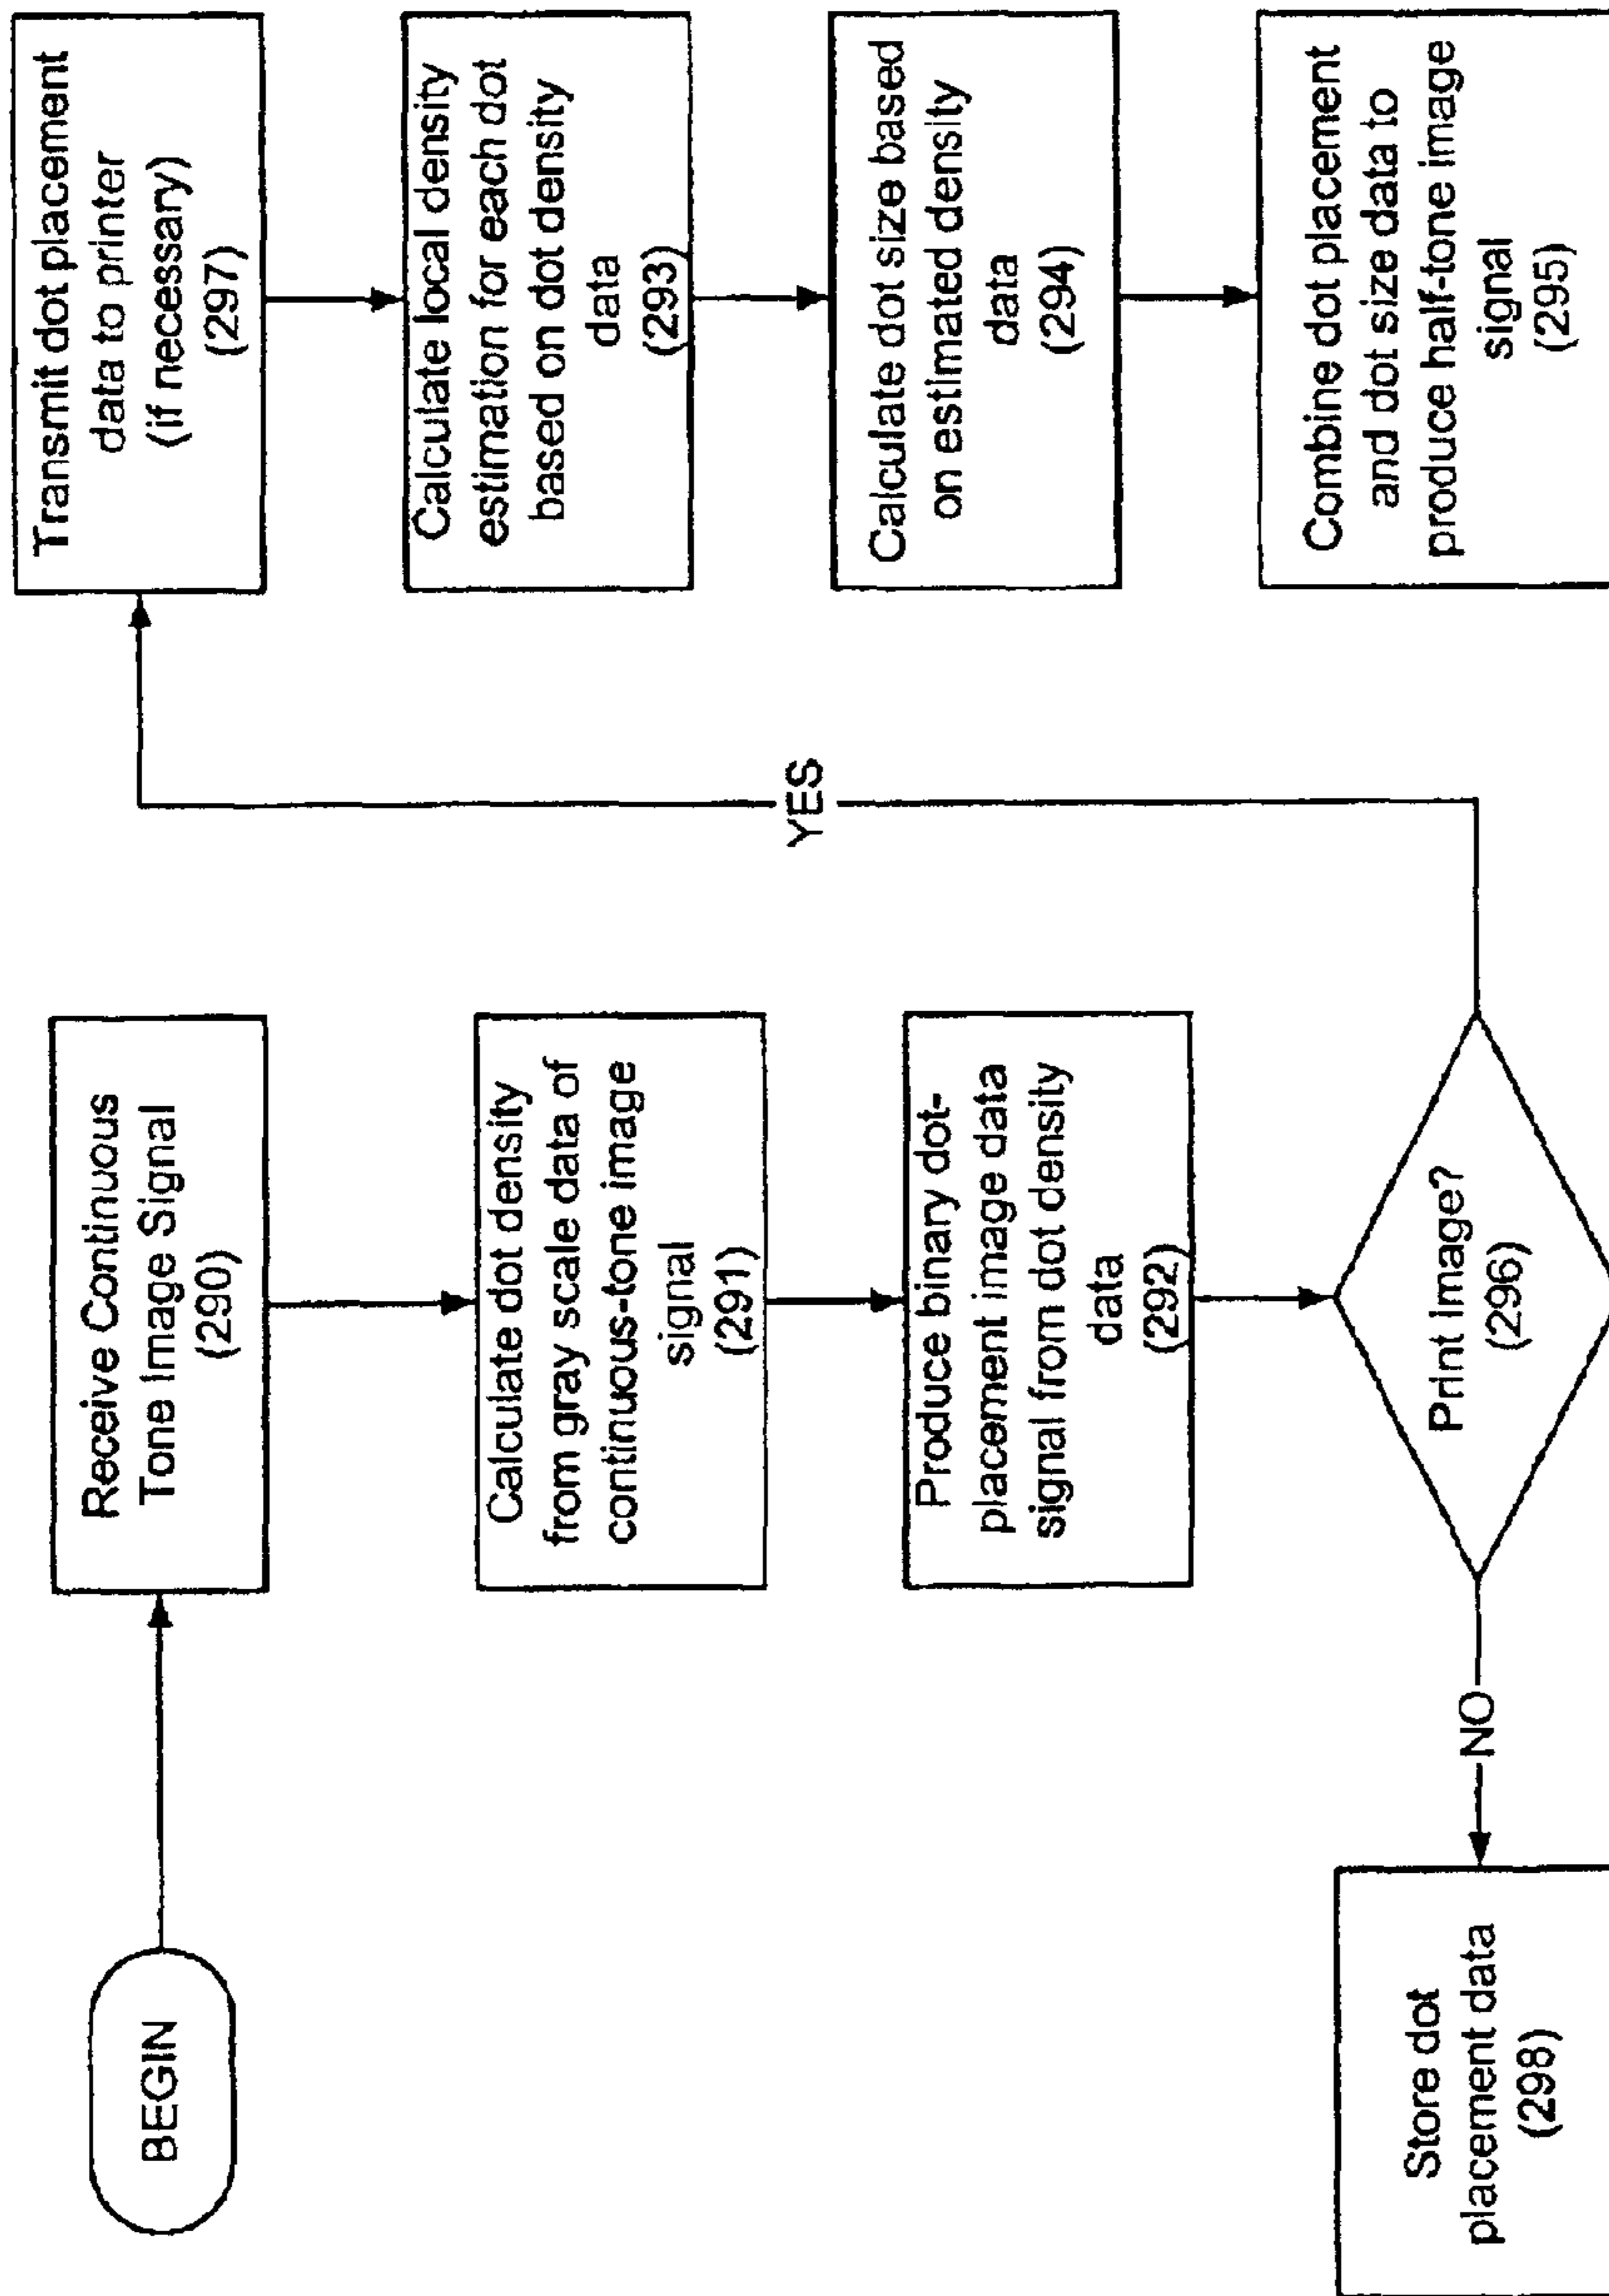 BEGIN
Receive Continuous
Tone Image Signal
(290)
Calculate dot density
from gray scale data of
continuous-tone image
signal
(291)
Produce binary dot-
placement image data
signal from dot density
data
(292)
Print Image?
(296)
NO
Store dot
placement data
(298)
YES
Transmit dot placement
data to printer
(if necessary)
(297)
Calculate local density
estimation for each dot
based on dot density
data
(293)
Calculate dot size based
on estimated density
data
(294)
Combine dot placement
and dot size data to
produce half-tone image
signal
(295)